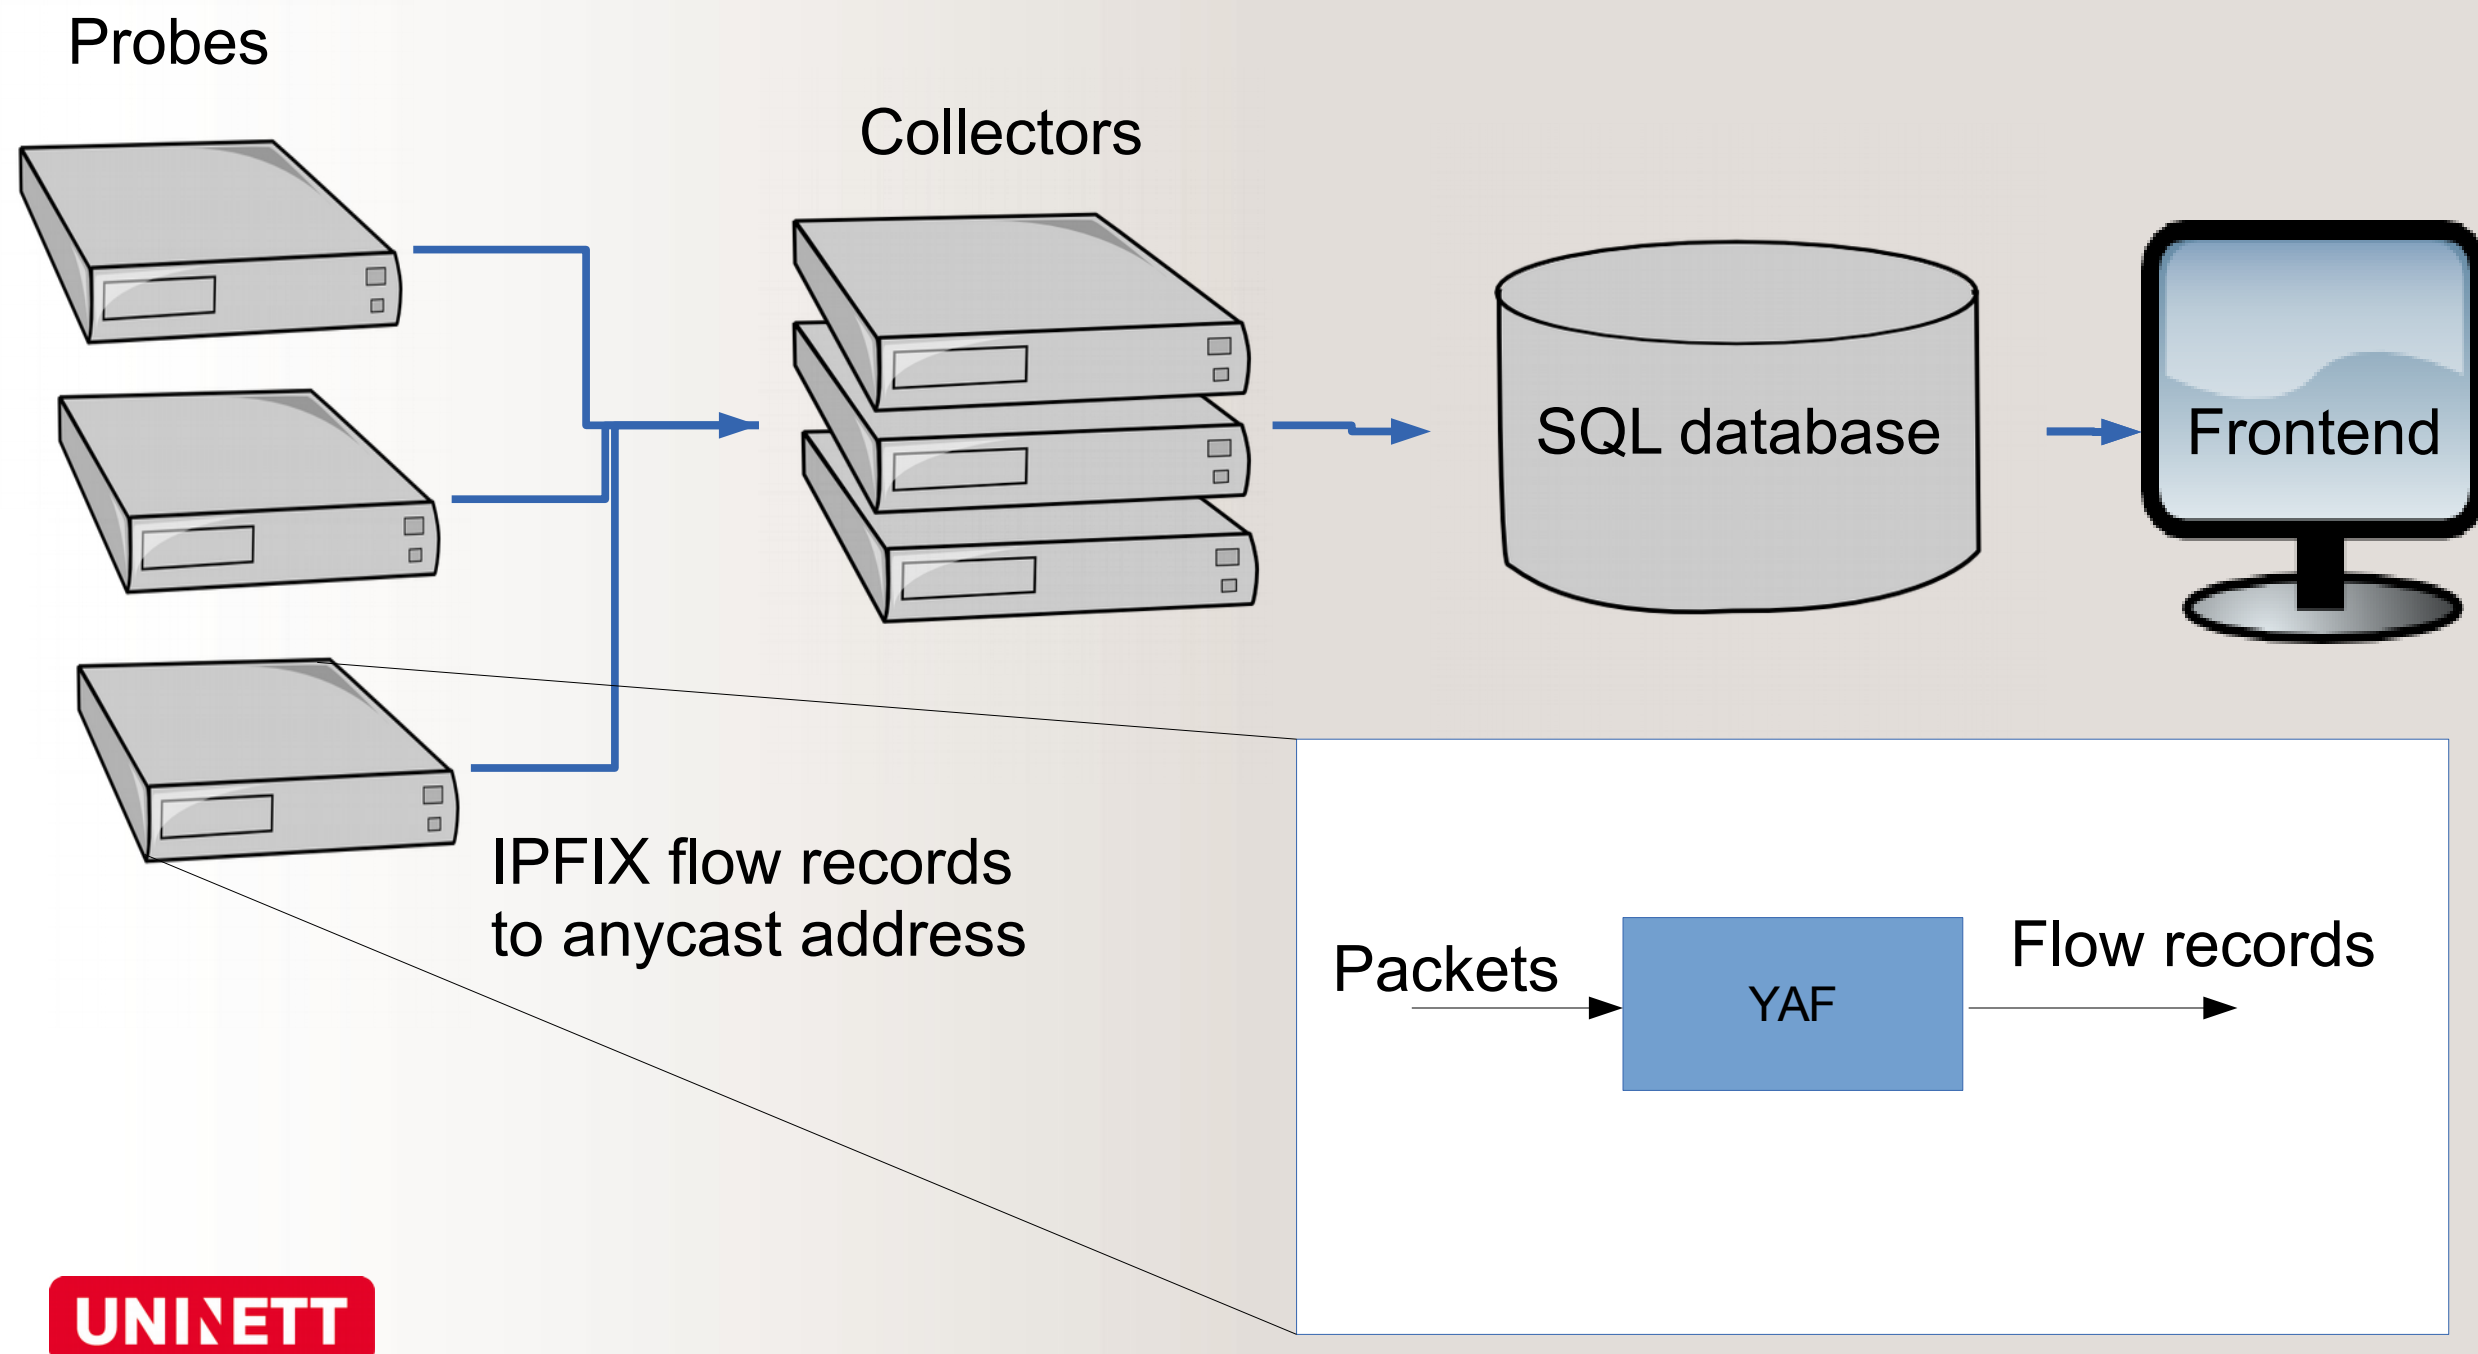 Probes
Collectors
SQL database
Frontend
IPFIX flow records
to anycast address
Packets
YAF
Flow records
UNINETT